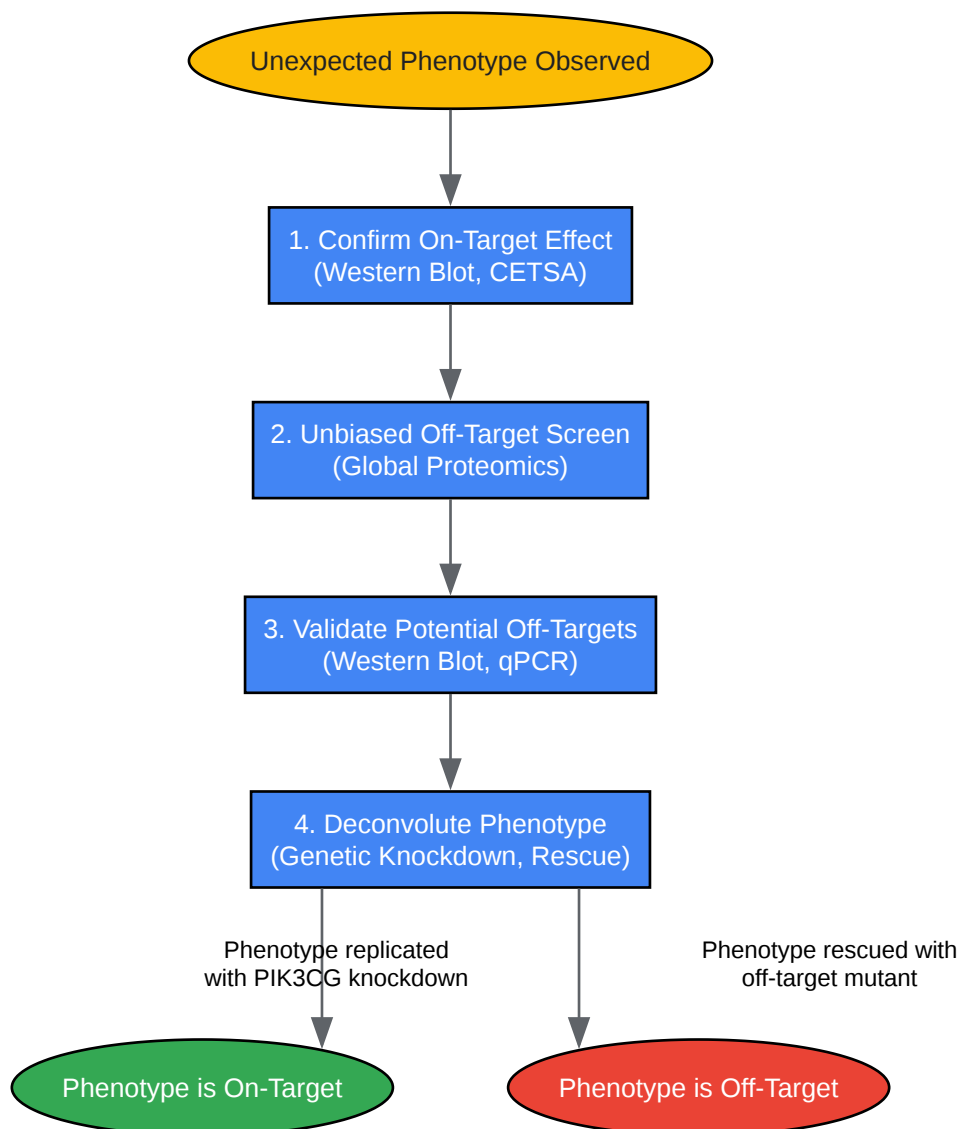 Unexpected Phenotype Observed
1. Confirm On-Target Effect
(Western Blot, CETSA)
2. Unbiased Off-Target Screen
(Global Proteomics)
3. Validate Potential Off-Targets
(Western Blot, qPCR)
4. Deconvolute Phenotype
(Genetic Knockdown, Rescue)
Phenotype replicated
with PIK3CG knockdown
Phenotype rescued with
off-target mutant
Phenotype is On-Target
Phenotype is Off-Target